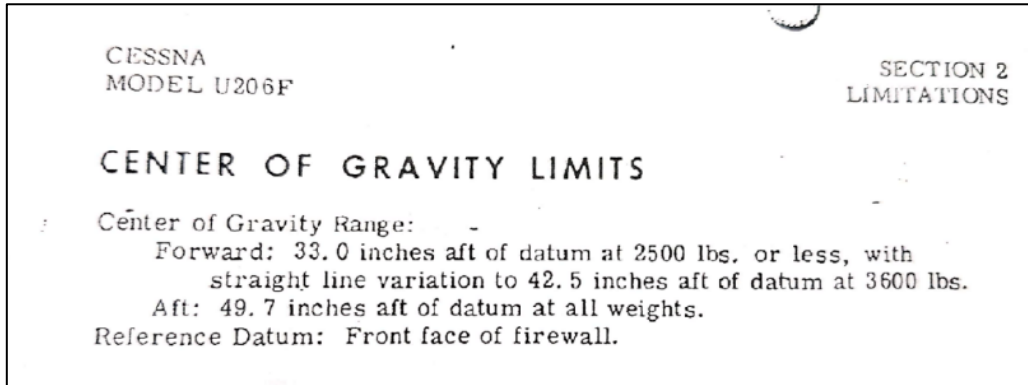 CESSNA
MODEL U206F
SECTION 2
LIMITATIONS
CENTER OF GRAVITY LIMITS
Center of Gravity Range:
Forward: 33.0 inches aft of datum at 2500 lbs. or less, with
straight line variation to 42.5 inches aft of datum at 3600 lbs.
Aft: 49.7 inches aft of datum at all weights.
Reference Datum: Front face of firewall.